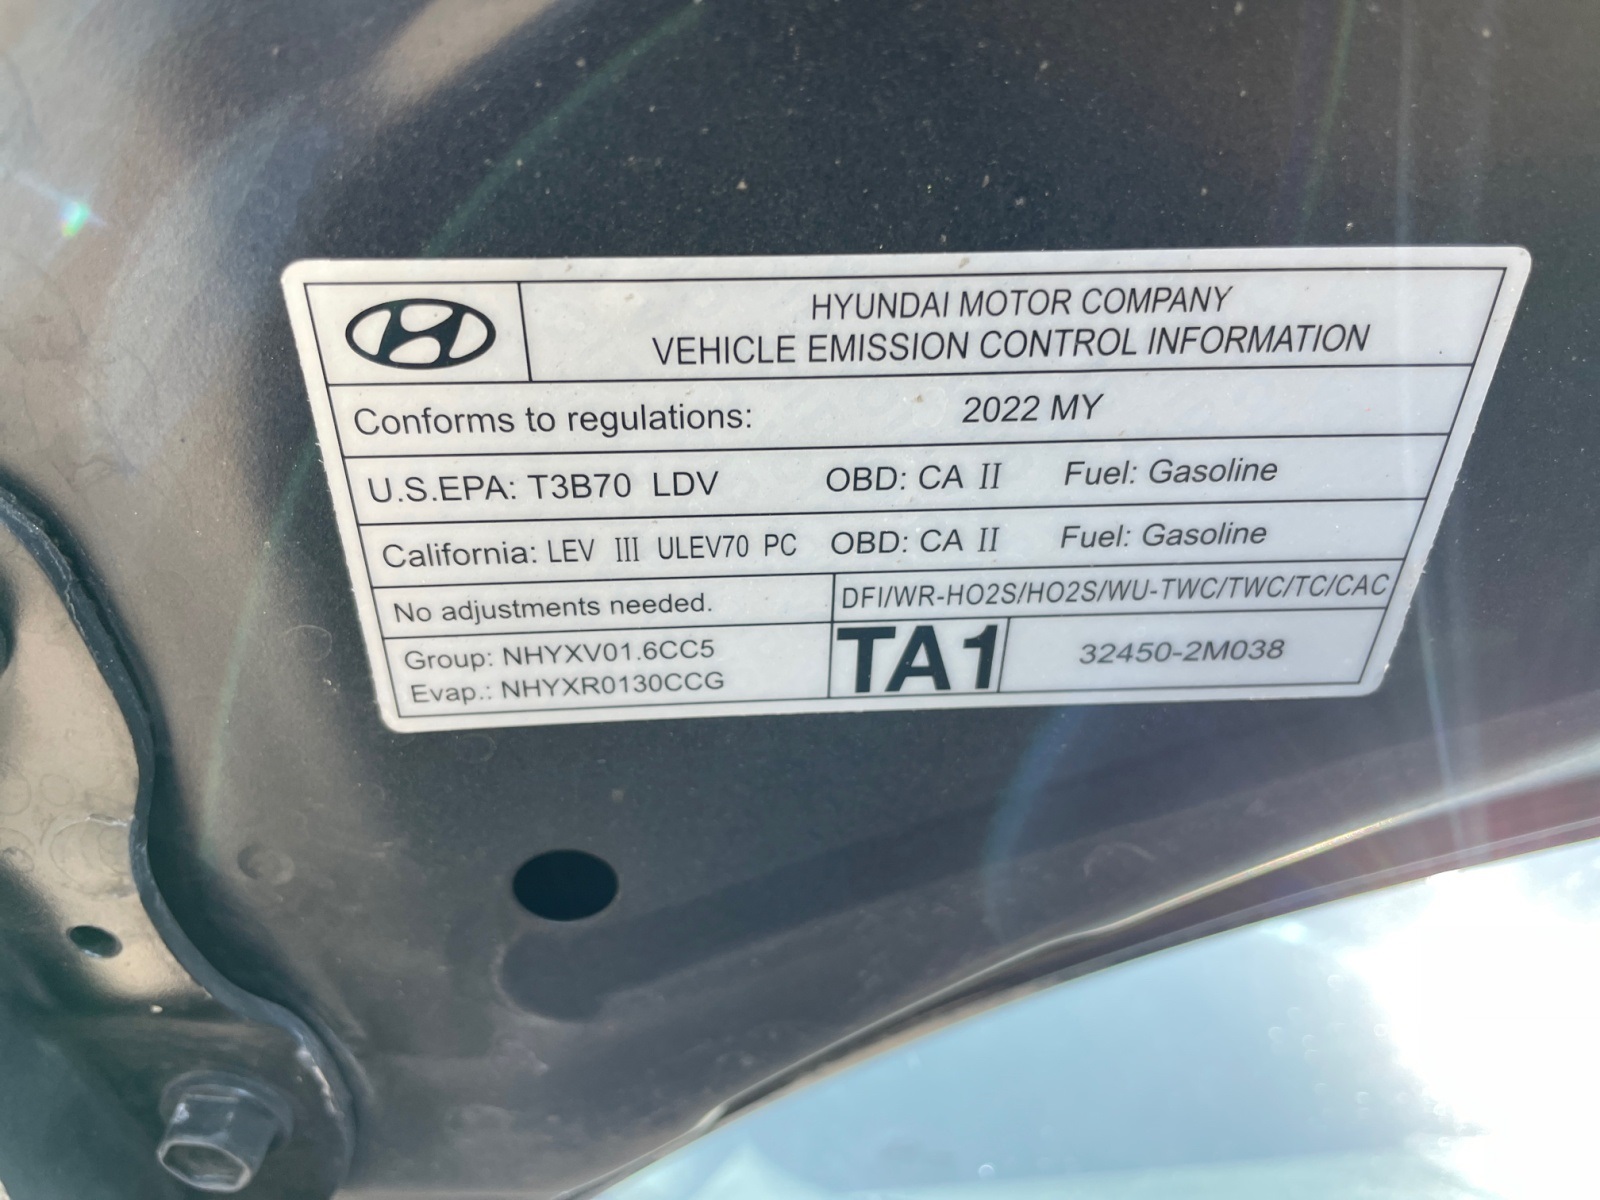 HYUNDAI MOTOR COMPANY
VEHICLE EMISSION CONTROL INFORMATION
Conforms to regulations: 2022 MY
U.S.EPA: T3B70 LDV OBD: CA II Fuel: Gasoline
California: LEV III ULEV70 PC OBD: CA II Fuel: Gasoline
No adjustments needed. DFI/WR-HO2S/HO2S/WU-TWC/TWC/TC/CAC
Group: NHYXV01.6CC5
Evap.: NHYXR0130CCG
TA1 32450-2M038